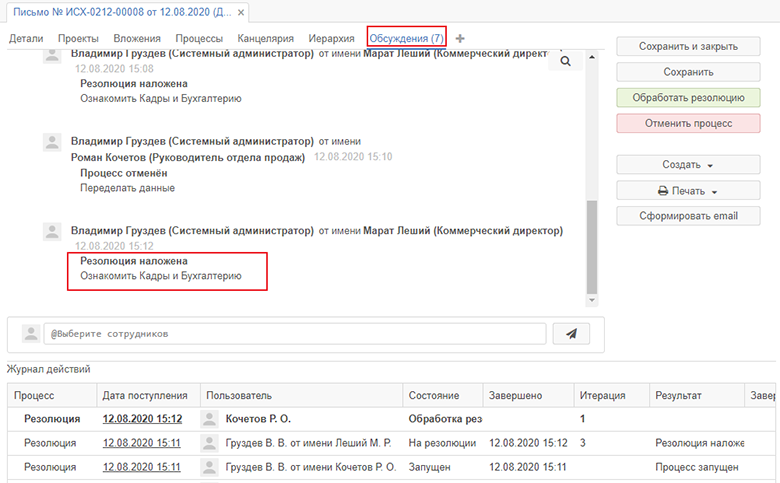 Письмо № ИСХ-0212-00008 от 12.08.2020 (Д... ×
Детали Проекты Вложения Процессы Канцелярия Иерархия Обсуждения (7)
Владимир Груздев (Системный администратор) от имени Марат Леший (Коммерческий директор)
12.08.2020 15:08
Резолюция наложена
Ознакомить Кадры и Бухгалтерию
Владимир Груздев (Системный администратор) от имени
Роман Кочетов (Руководитель отдела продаж) 12.08.2020 15:10
Процесс отменён
Переделать данные
Владимир Груздев (Системный администратор) от имени Марат Леший (Коммерческий директор)
12.08.2020 15:12
Резолюция наложена
Ознакомить Кадры и Бухгалтерию
@Выберите сотрудников
Сохранить и закрыть
Сохранить
Обработать резолюцию
Отменить процесс
Создать
Печать
Сформировать email
Журнал действий
Процесс Дата поступления Пользователь Состояние Завершено Итерация Результат Завер
Резолюция 12.08.2020 15:12 Кочетов Р. О. Обработка рез 1
Резолюция 12.08.2020 15:11 Груздев В. В. от имени Леший М. Р. На резолюции 12.08.2020 15:12 3 Резолюция наложе
Резолюция 12.08.2020 15:11 Груздев В. В. от имени Кочетов Р. О. Запущен 12.08.2020 15:11 Процесс запущен